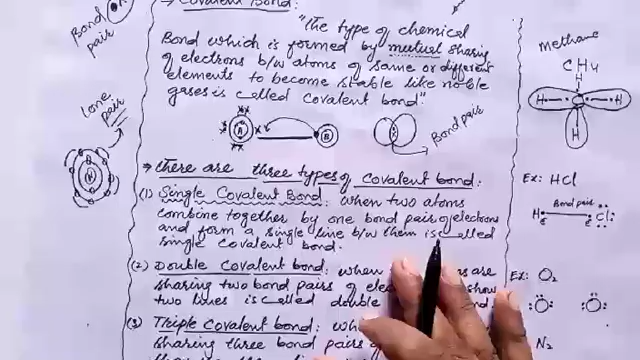 → Covalent Bond:
"The type of chemical
Bond which is formed by mutual sharing
of electrons b/w atoms of same or different
elements to become stable like noble
gases is called covalent bond".
Bond
pair
lone
pair
N
A
B
Bond pair
→ There are three types of Covalent bond:
(1) Single Covalent Bond: when two atoms
combine together by one bond pair of electrons
and form a single line b/w them is called
single covalent bond.
(2) Double Covalent bond: when are
sharing two bond pairs of show
two lines is called double
(3) Triple Covalent bond:
sharing three bond pairs
Methane
CH4
H
H C H
H
Ex: HCl
Bond pair
H Cl
e e
Ex: O2
O O
N2